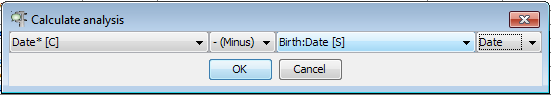 Calculate analysis
Date* [C] - (Minus) Birth:Date [S] Date
OK Cancel